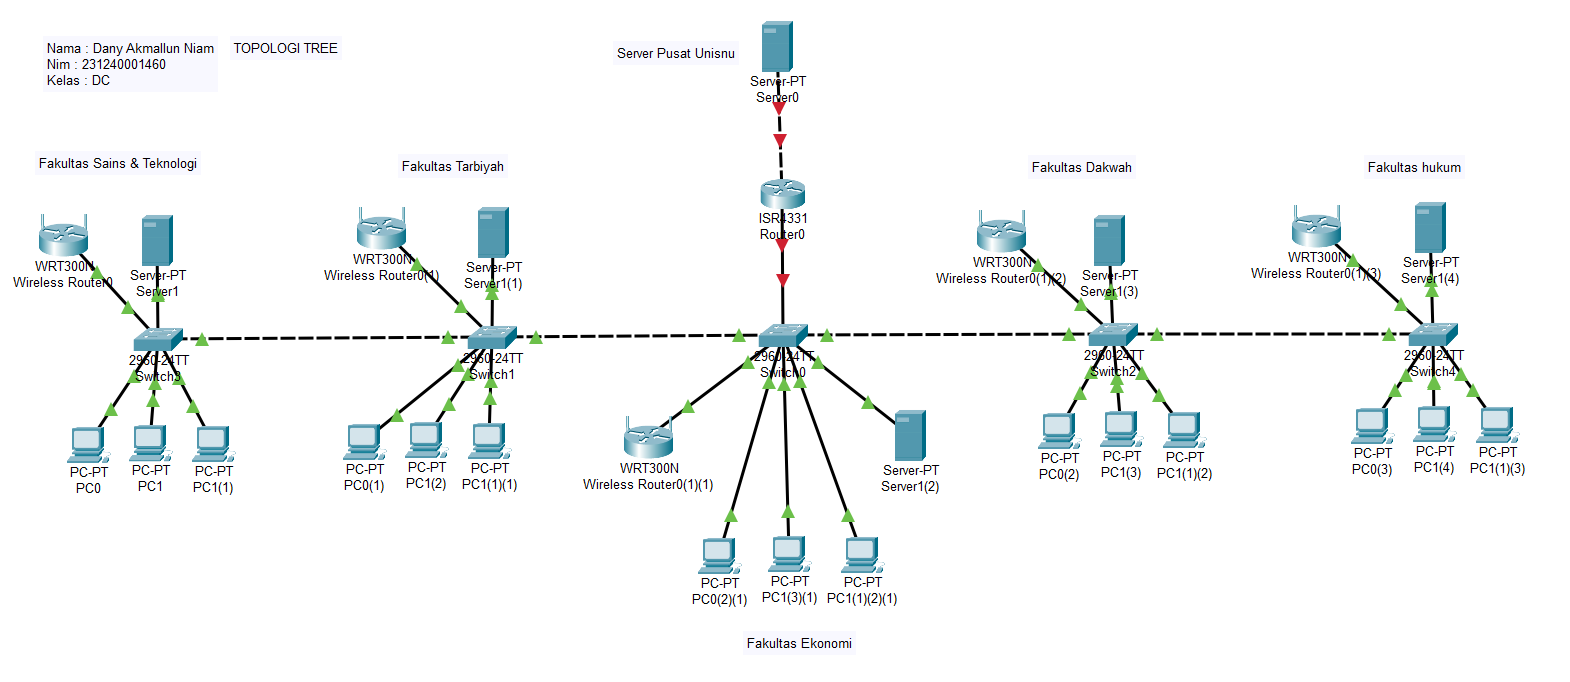 Nama : Dany Akmallun Niam
Nim : 231240001460
Kelas : DC
TOPOLOGI TREE
Server Pusat Unisnu
Server-PT
Server0
Fakultas Sains & Teknologi
Fakultas Tarbiyah
Fakultas Dakwah
Fakultas hukum
ISR4331
Router0
WRT300N
Wireless Router0
Server-PT
Server1
WRT300N
Wireless Router0(1)
Server-PT
Server1(1)
WRT300N
Wireless Router0(1)(2)
Server-PT
Server1(3)
WRT300N
Wireless Router0(1)(3)
Server-PT
Server1(4)
2960-24TT
Switch3
2960-24TT
Switch1
2960-24TT
Switch0
2960-24TT
Switch2
2960-24TT
Switch4
PC-PT
PC0
PC-PT
PC1
PC-PT
PC1(1)
PC-PT
PC0(1)
PC-PT
PC1(2)
PC-PT
PC1(1)(1)
WRT300N
Wireless Router0(1)(1)
Server-PT
Server1(2)
PC-PT
PC0(2)
PC-PT
PC1(3)
PC-PT
PC1(1)(2)
PC-PT
PC0(3)
PC-PT
PC1(4)
PC-PT
PC1(1)(3)
PC-PT
PC0(2)(1)
PC-PT
PC1(3)(1)
PC-PT
PC1(1)(2)(1)
Fakultas Ekonomi